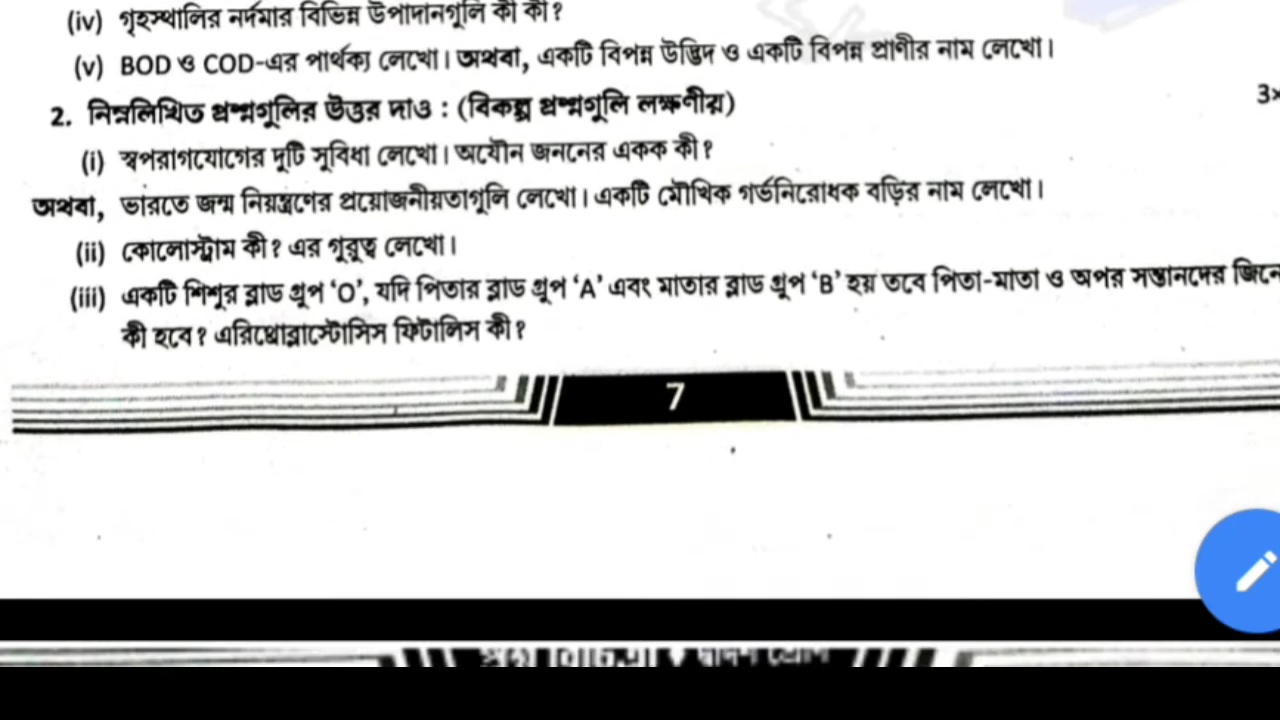 (iv) গৃহস্থালির নর্দমার বিভিন্ন উপাদানগুলি কী কী?
(v) BOD ও COD-এর পার্থক্য লেখো। অথবা, একটি বিপন্ন উদ্ভিদ ও একটি বিপন্ন প্রাণীর নাম লেখো।
2. নিম্নলিখিত প্রশ্নগুলির উত্তর দাও : (বিকল্প প্রশ্নগুলি লক্ষণীয়) 3×
(i) স্বপরাগযোগের দুটি সুবিধা লেখো। অযৌন জননের একক কী?
অথবা, ভারতে জন্ম নিয়ন্ত্রণের প্রয়োজনীয়তাগুলি লেখো। একটি মৌখিক গর্ভনিরোধক বড়ির নাম লেখো।
(ii) কোলোস্ট্রাম কী? এর গুরুত্ব লেখো।
(iii) একটি শিশুর ব্লাড গ্রুপ ‘O’, যদি পিতার ব্লাড গ্রুপ ‘A’ এবং মাতার ব্লাড গ্রুপ ‘B’ হয় তবে পিতা-মাতা ও অপর সন্তানদের
কী হবে? এরিথ্রোব্লাস্টোসিস ফিটালিস কী?
7